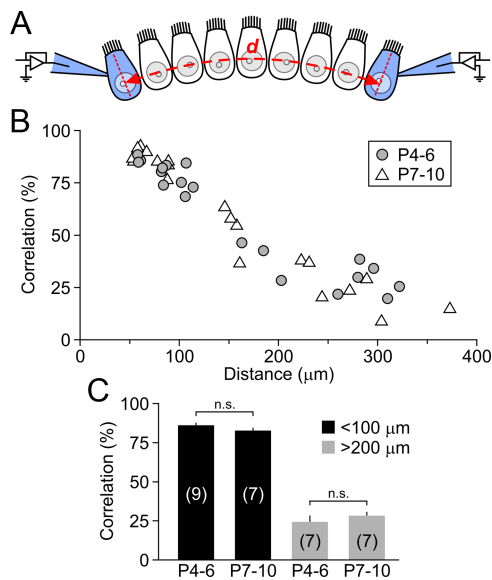 A
d
B
100
75
50
25
0
Correlation (%)
P4-6
P7-10
0 100 200 300 400
Distance (μm)
C
100
75
50
25
0
Correlation (%)
n.s.
<100 μm
>200 μm
n.s.
(9) (7) (7) (7)
P4-6 P7-10 P4-6 P7-10